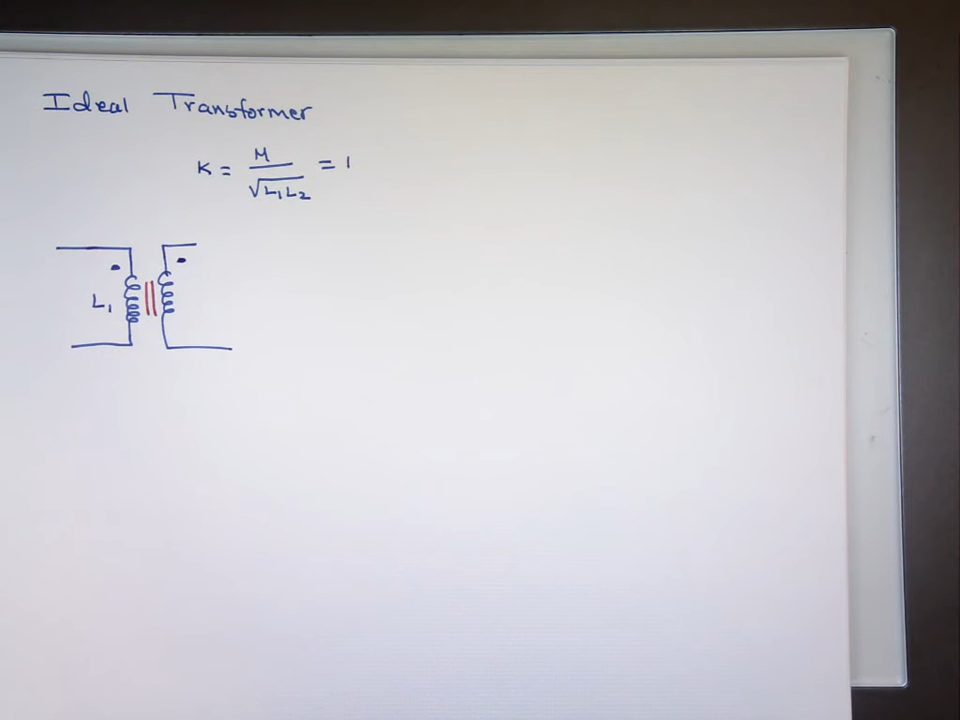 Ideal Transformer
K = M / √L₁L₂ = 1
L₁